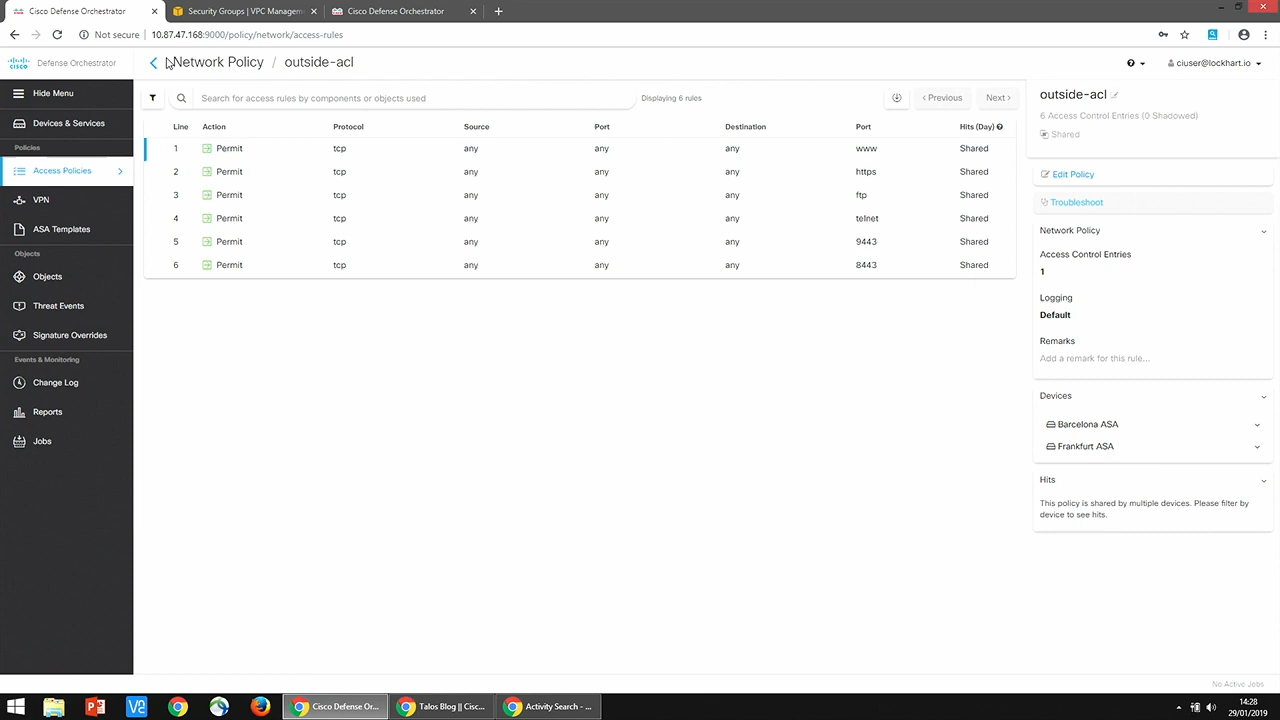 Cisco Defense Orchestrator
Security Groups | VPC Managem
Cisco Defense Orchestrator
Not secure | 10.87.47.168:9000/policy/network/access-rules
cisco Defense Orchestrator
Network Policy / outside-acl
ciuser@lockhart.io
Hide Menu
Devices & Services
Policies
Access Policies
VPN
ASA Templates
Objects
Objects
Threat Events
Signature Overrides
Events & Monitoring
Change Log
Reports
Jobs
Search for access rules by components or objects used
Displaying 6 rules
Previous
Next
Line Action Protocol Source Port Destination Port Hits (Day)
1 Permit tcp any any any www Shared
2 Permit tcp any any any https Shared
3 Permit tcp any any any ftp Shared
4 Permit tcp any any any telnet Shared
5 Permit tcp any any any 9443 Shared
6 Permit tcp any any any 8443 Shared
outside-acl
6 Access Control Entries (0 Shadowed)
Shared
Edit Policy
Troubleshoot
Network Policy
Access Control Entries
1
Logging
Default
Remarks
Add a remark for this rule...
Devices
Barcelona ASA
Frankfurt ASA
Hits
This policy is shared by multiple devices. Please filter by
device to see hits.
No Active Jobs
Cisco Defense Or...
Talos Blog || Cisc...
Activity Search - ...
14:28
29/01/2019